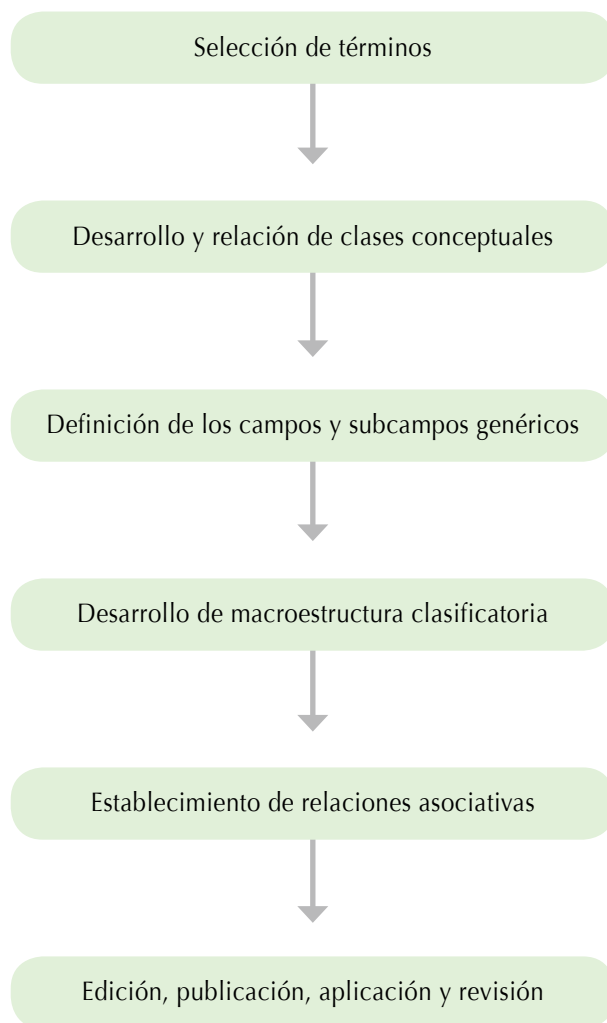 Selección de términos
Desarrollo y relación de clases conceptuales
Definición de los campos y subcampos genéricos
Desarrollo de macroestructura clasificatoria
Establecimiento de relaciones asociativas
Edición, publicación, aplicación y revisión